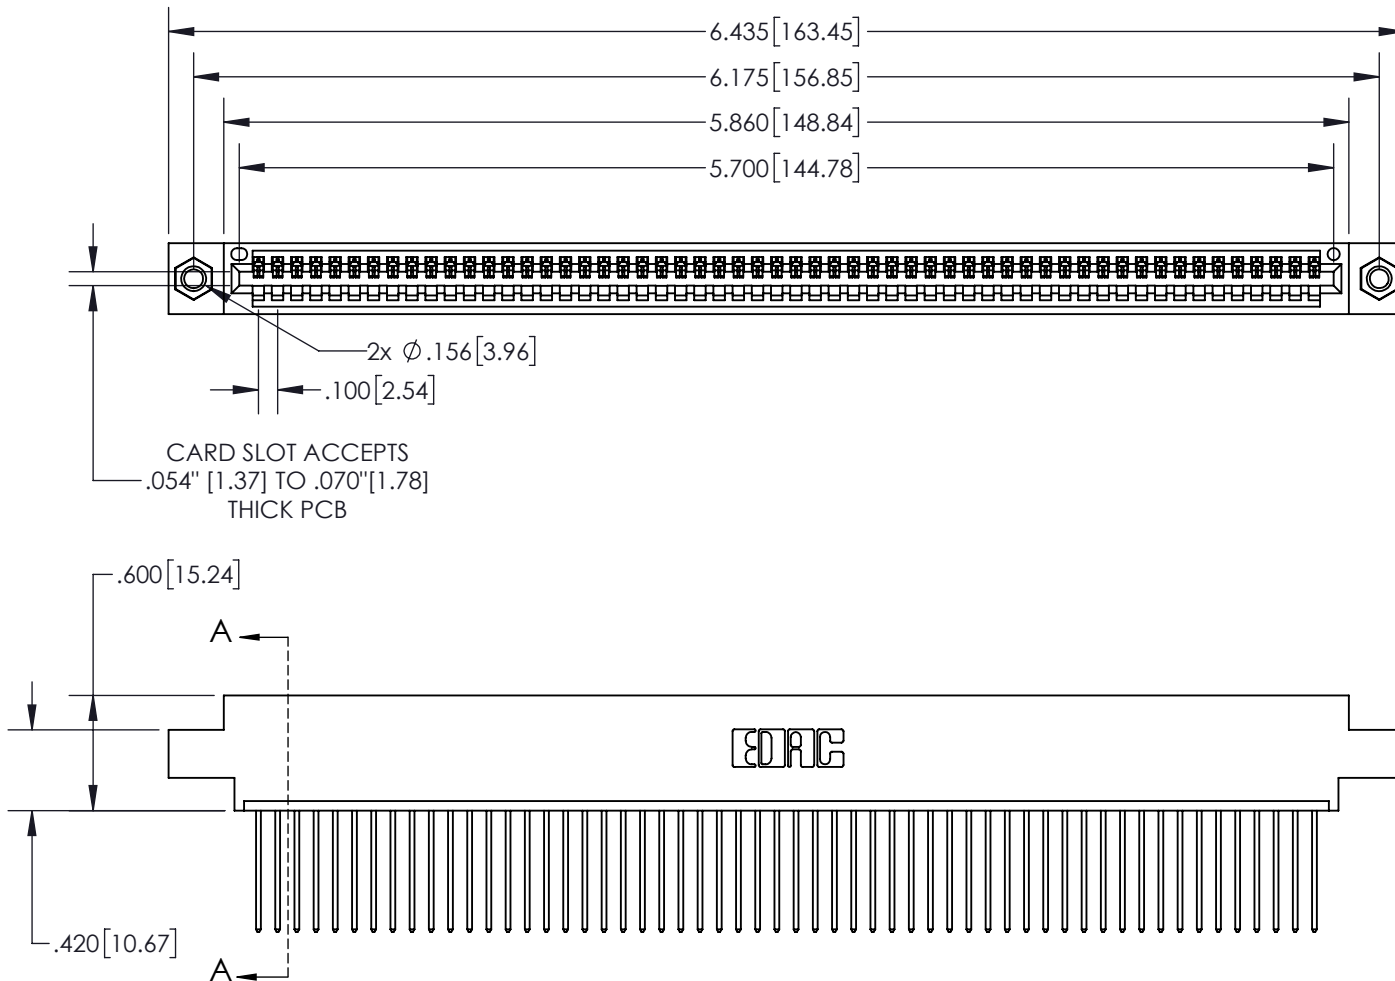 6.435[163.45]
6.175[156.85]
5.860[148.84]
5.700[144.78]
2x Ø.156[3.96]
.100[2.54]
CARD SLOT ACCEPTS
.054" [1.37] TO .070"[1.78]
THICK PCB
.600[15.24]
A
EDAC
.420[10.67]
A